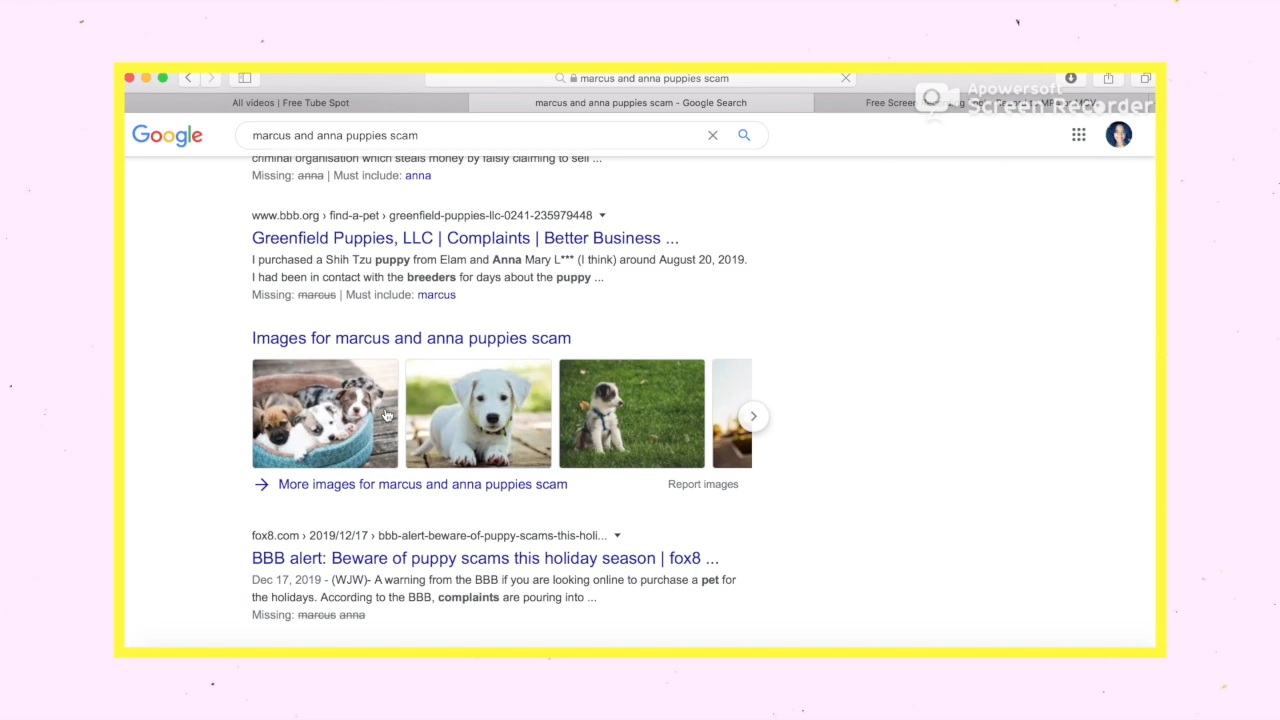 marcus and anna puppies scam
Apowersoft
Screen Recorder
All videos | Free Tube Spot
marcus and anna puppies scam - Google Search
Free Screen
Google
marcus and anna puppies scam
criminal organisation which steals money by falsly claiming to sell ...
Missing: anna | Must include: anna
www.bbb.org › find-a-pet › greenfield-puppies-llc-0241-235979448
Greenfield Puppies, LLC | Complaints | Better Business ...
I purchased a Shih Tzu puppy from Elam and Anna Mary L*** (I think) around August 20, 2019.
I had been in contact with the breeders for days about the puppy ...
Missing: marcus | Must include: marcus
Images for marcus and anna puppies scam
More images for marcus and anna puppies scam
Report images
fox8.com › 2019/12/17 › bbb-alert-beware-of-puppy-scams-this-holi...
BBB alert: Beware of puppy scams this holiday season | fox8 ...
Dec 17, 2019 - (WJW)- A warning from the BBB if you are looking online to purchase a pet for
the holidays. According to the BBB, complaints are pouring into ...
Missing: marcus anna